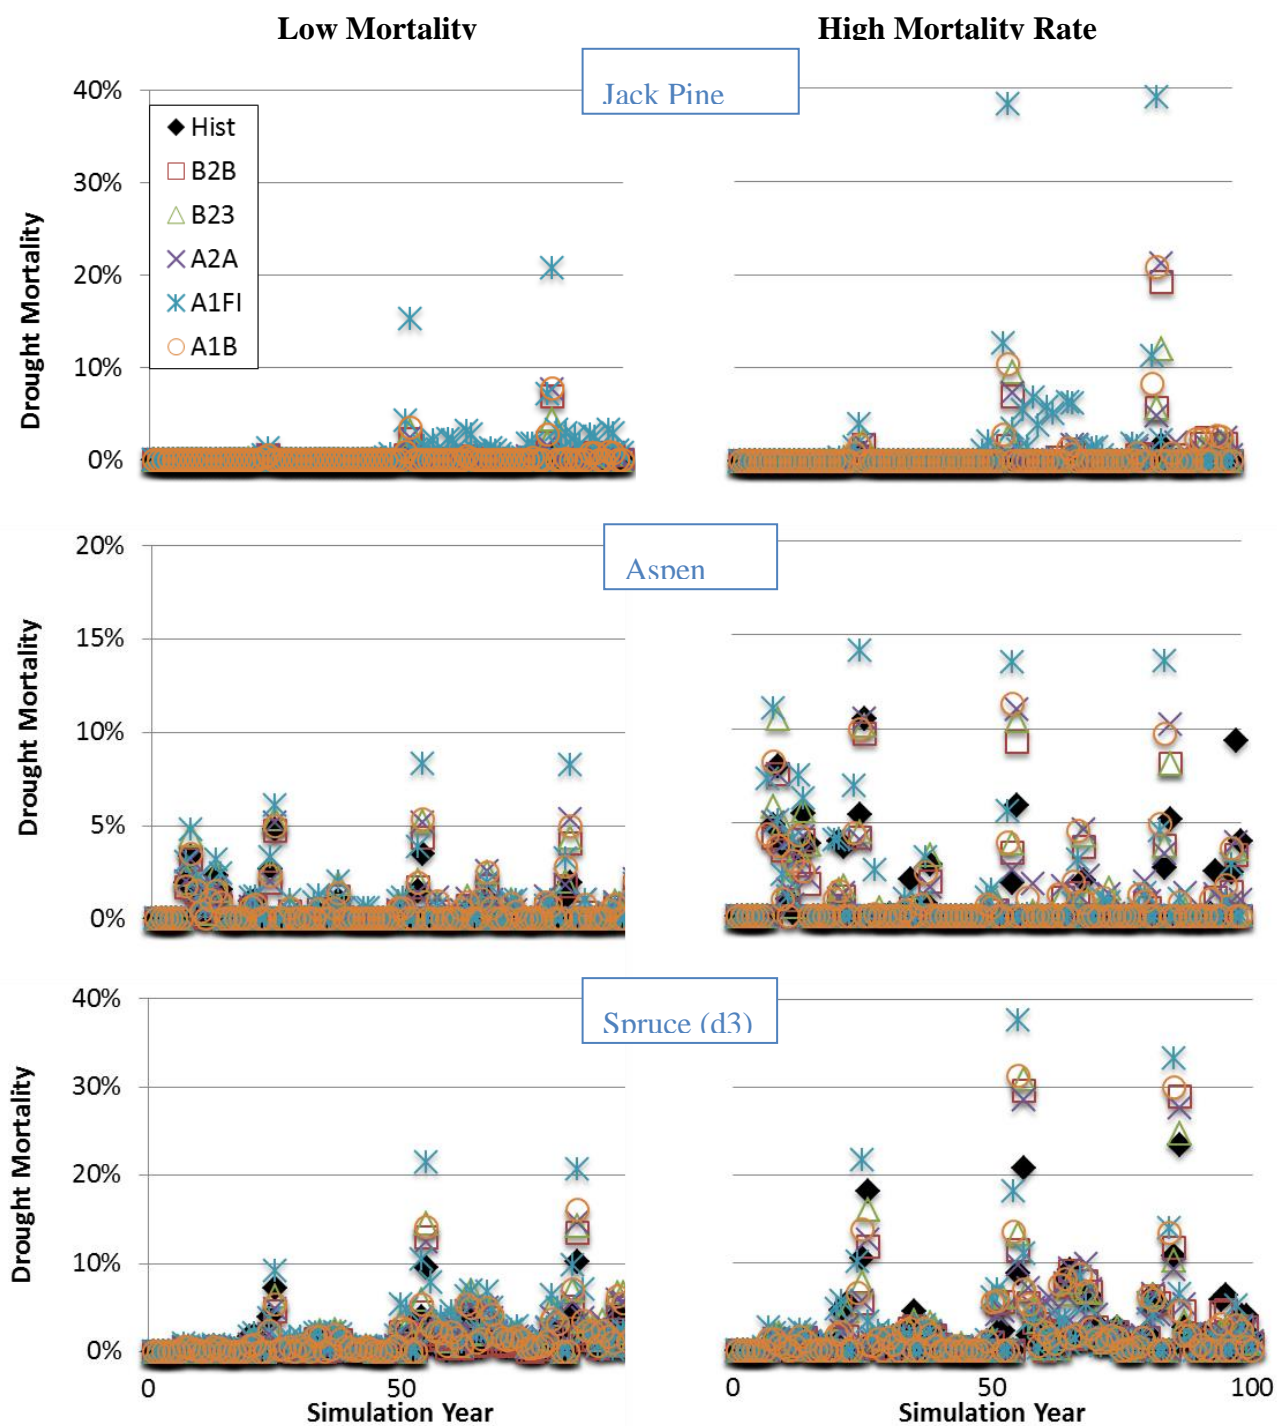 Low Mortality
High Mortality Rate
Jack Pine
40%
30%
20%
10%
0%
Drought Mortality
Hist
B2B
B23
A2A
A1FI
A1B
Aspen
20%
15%
10%
5%
0%
Drought Mortality
Spruce (d3)
40%
30%
20%
10%
0%
Drought Mortality
0 50
Simulation Year
0 50 100
Simulation Year